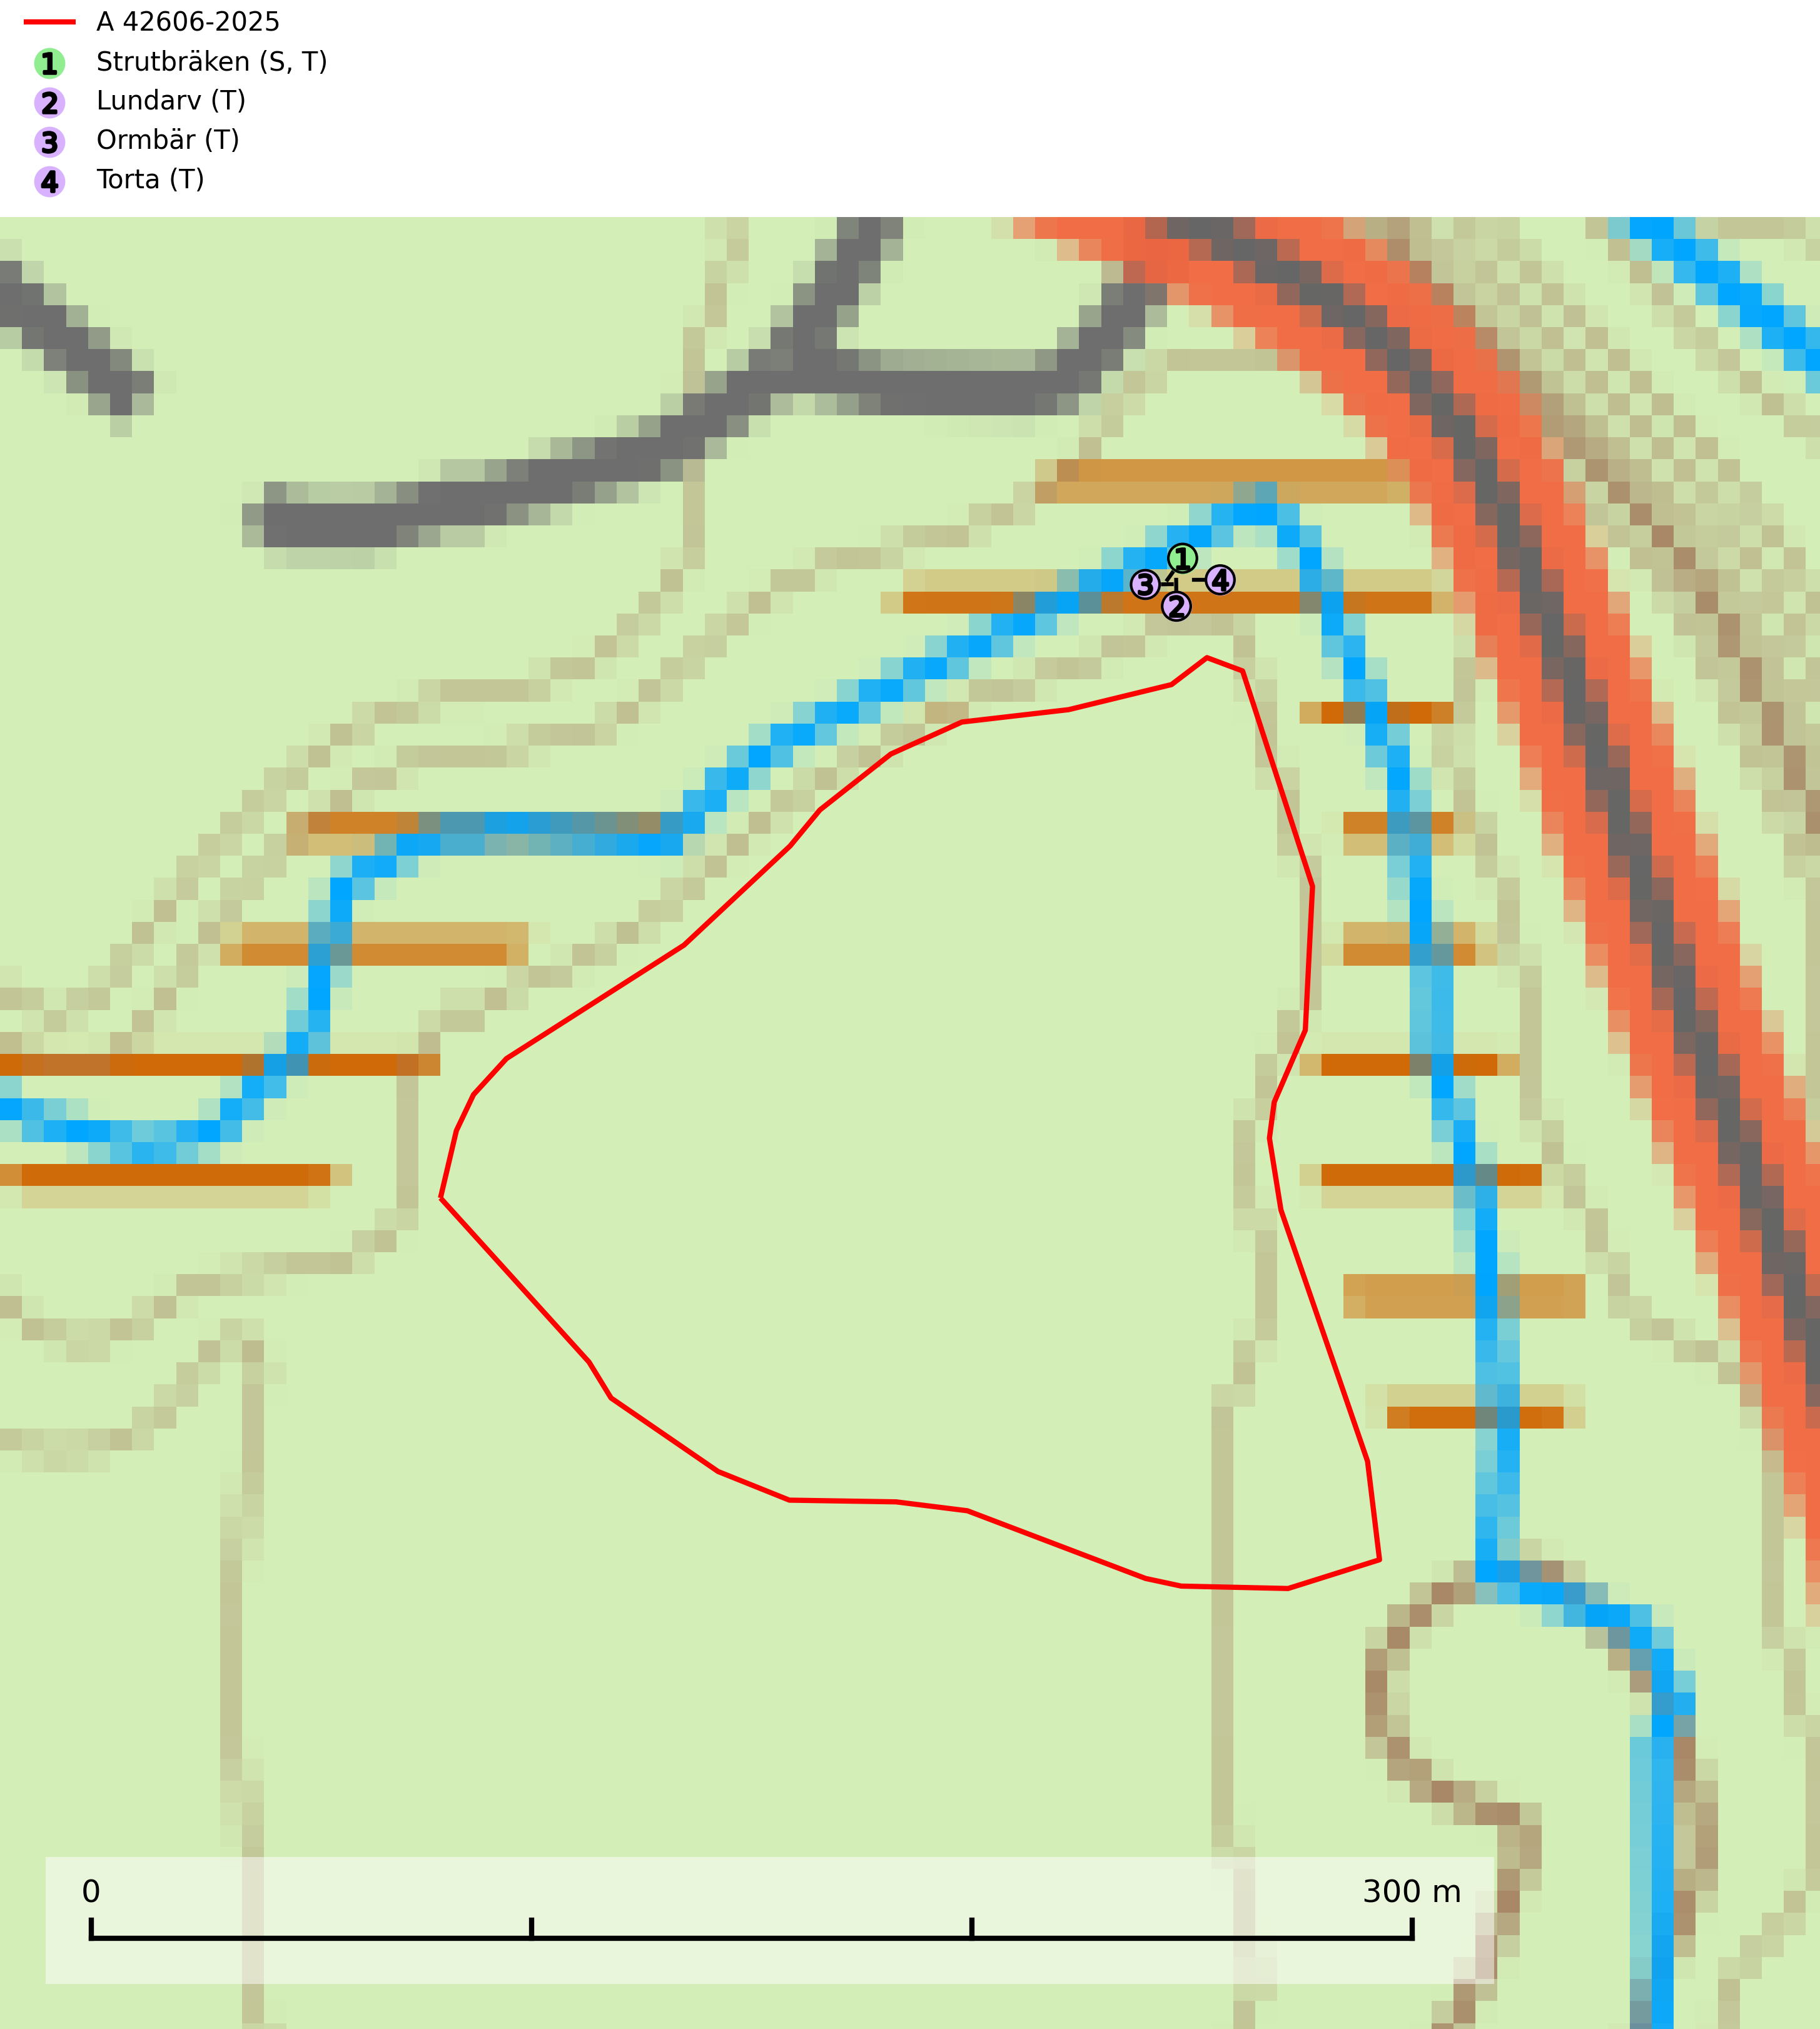 A 42606-2025
1 Strutbräken (S, T)
2 Lundarv (T)
3 Ormbär (T)
4 Torta (T)
1
3 4
2
0 300 m